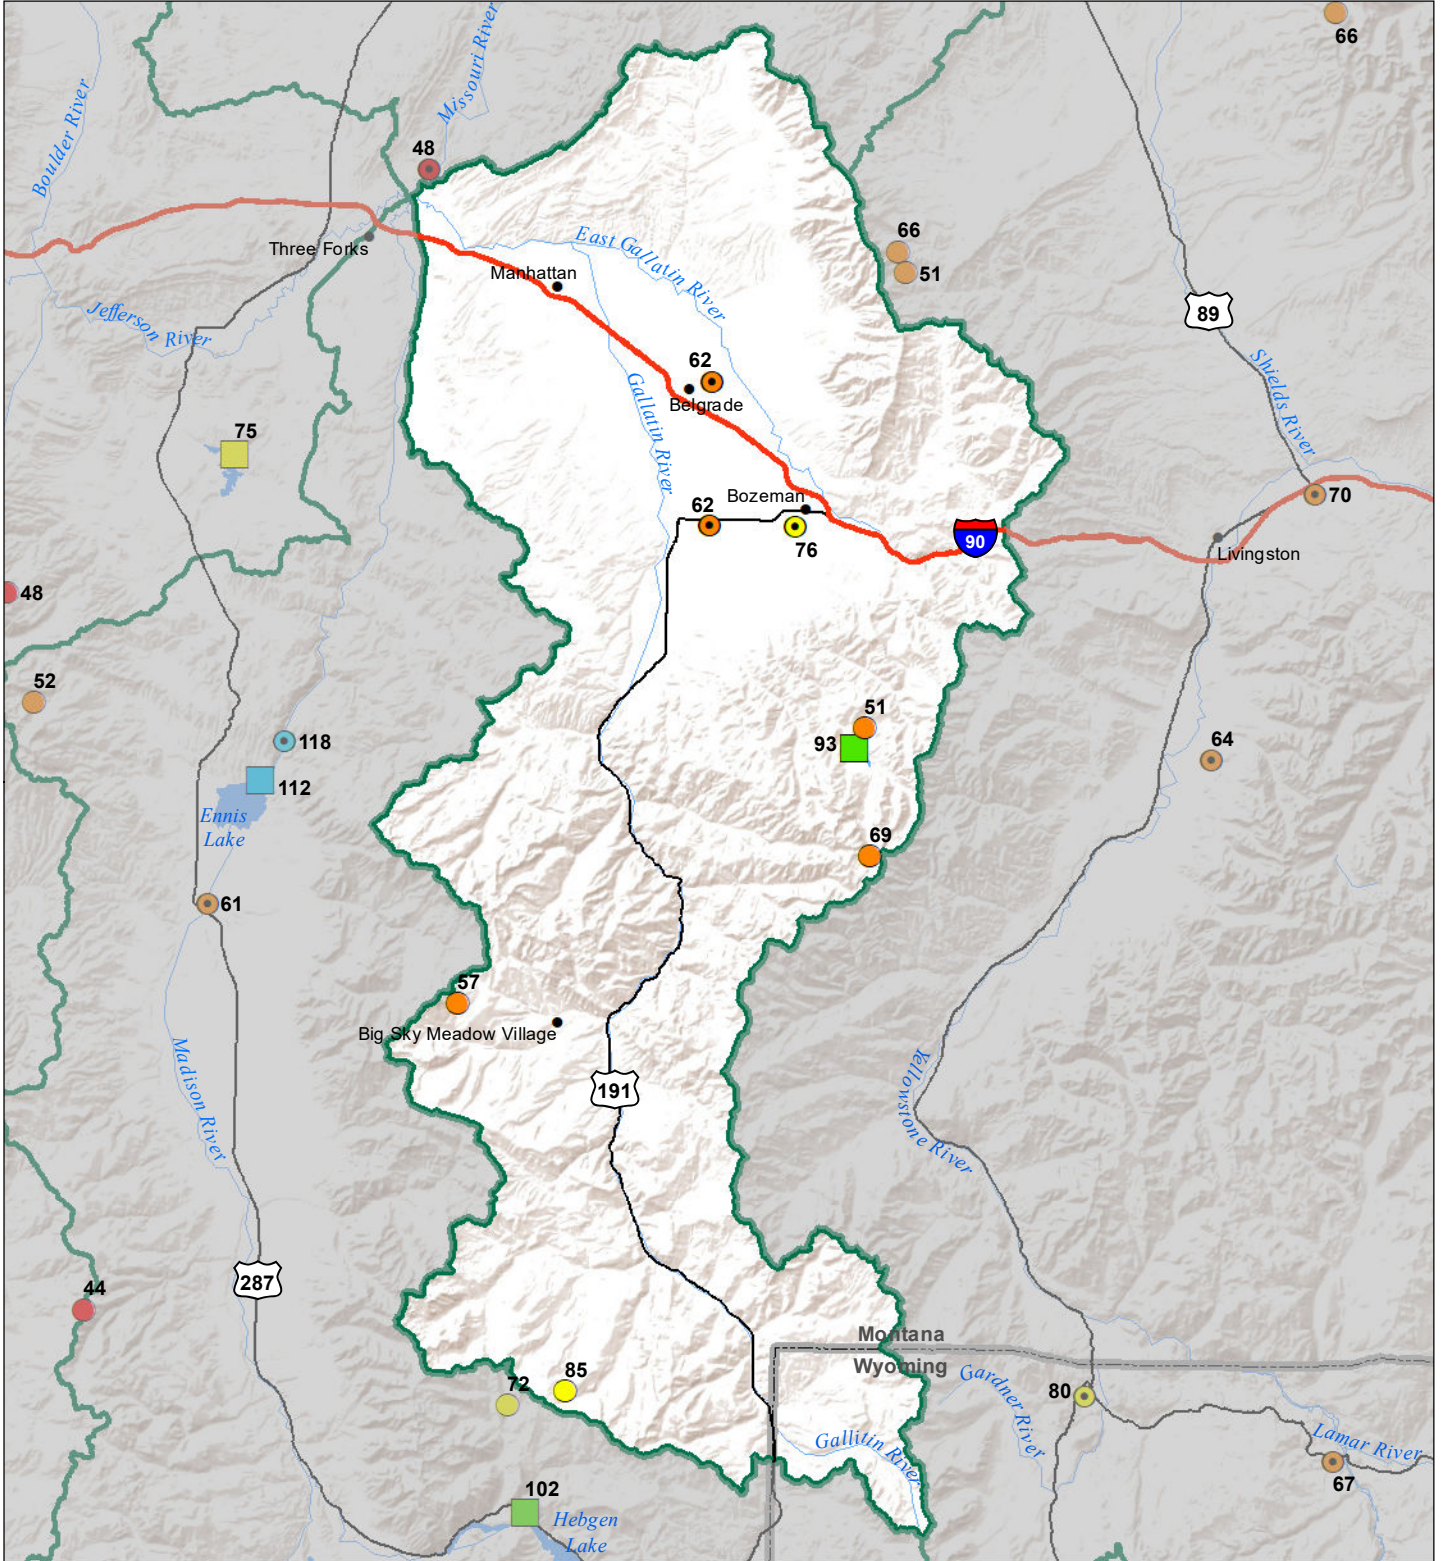 66
Missouri River
Boulder River
48
66
51
Three Forks
East Gallatin River
Manhattan
89
Jefferson River
Shields River
62
Belgrade
Gallatin River
75
70
Bozeman
62
76
90
Livingston
48
52
51
93
118
64
112
Ennis
Lake
69
61
57
Big Sky Meadow Village
Madison River
Yellowstone River
191
287
44
Montana
Wyoming
72
85
Gardner River
80
Gallitin River
Lamar River
67
102
Hebgen
Lake